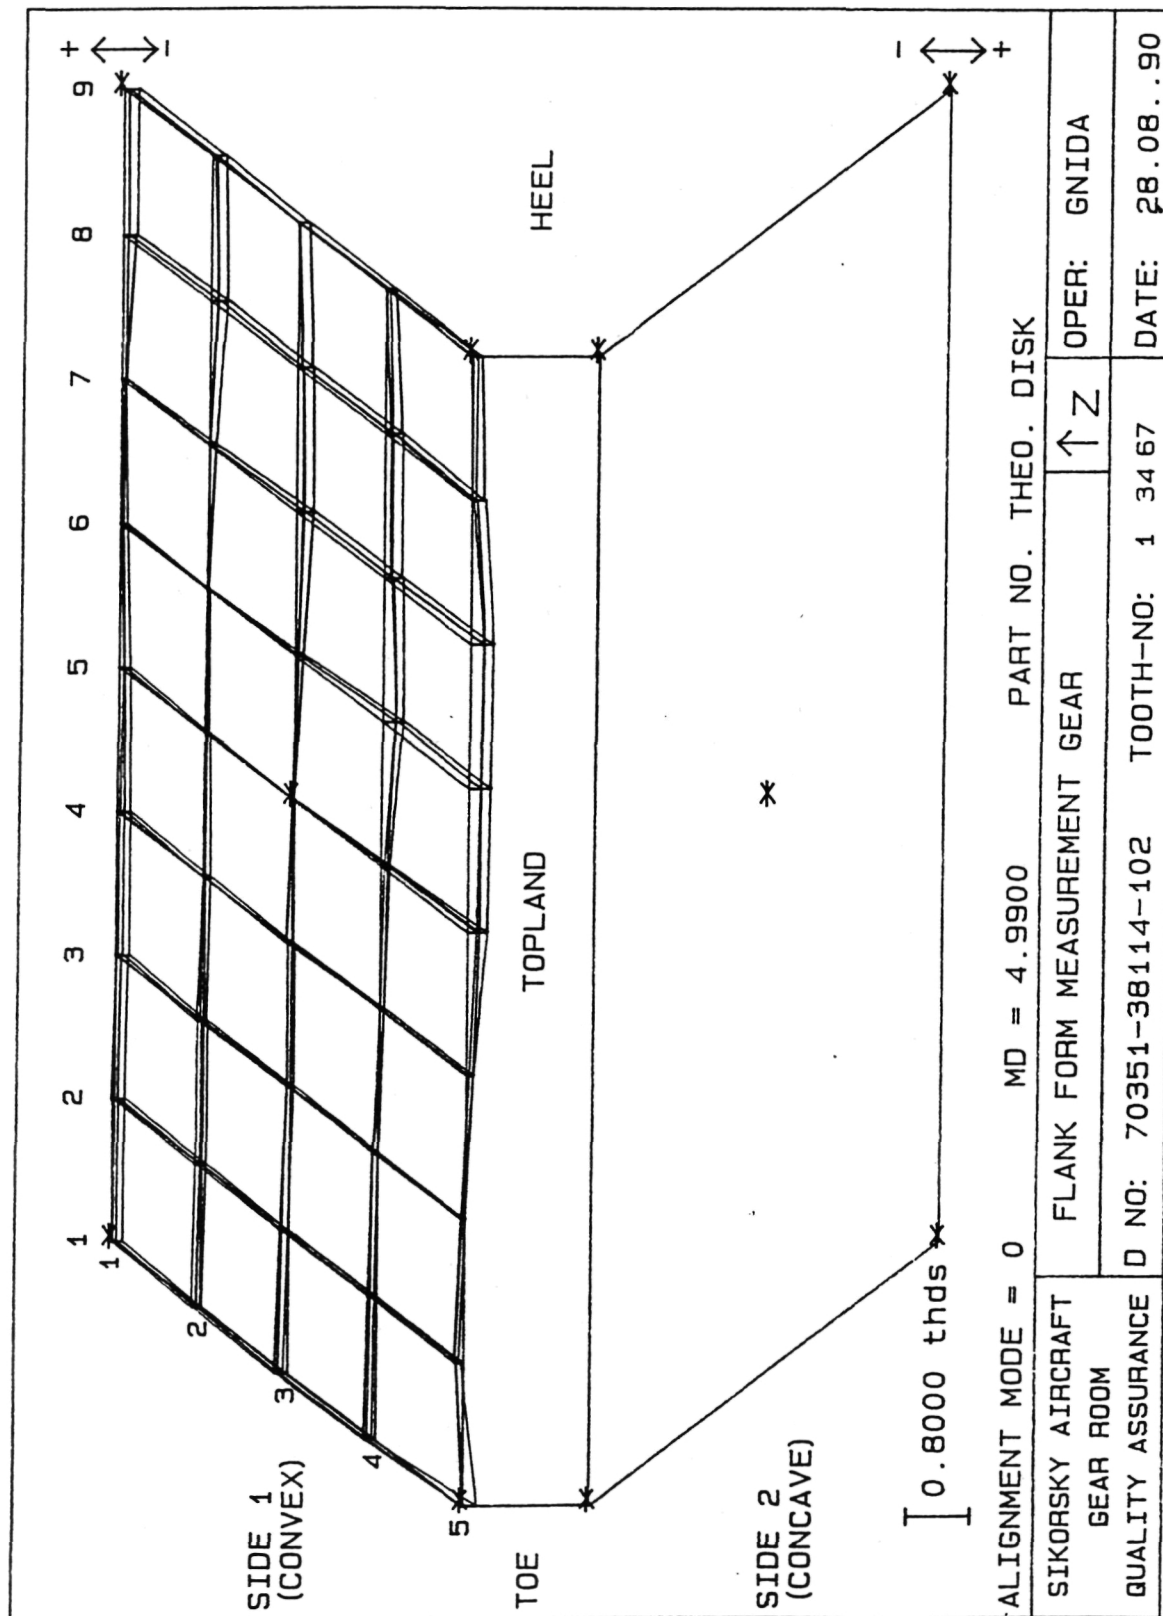 1 2 3 4 5 6 7 8 9
+
-
1
2
3
4
5
SIDE 1
(CONVEX)
TOE
TOPLAND
HEEL
SIDE 2
(CONCAVE)
-
+
0.8000 thds
ALIGNMENT MODE = 0 MD = 4.9900 PART NO. THEO. DISK
SIKORSKY AIRCRAFT
GEAR ROOM
QUALITY ASSURANCE
FLANK FORM MEASUREMENT GEAR
↑ Z
OPER: GNIDA
D NO: 70351-38114-102 TOOTH-NO: 1 3467
DATE: 28.08..90